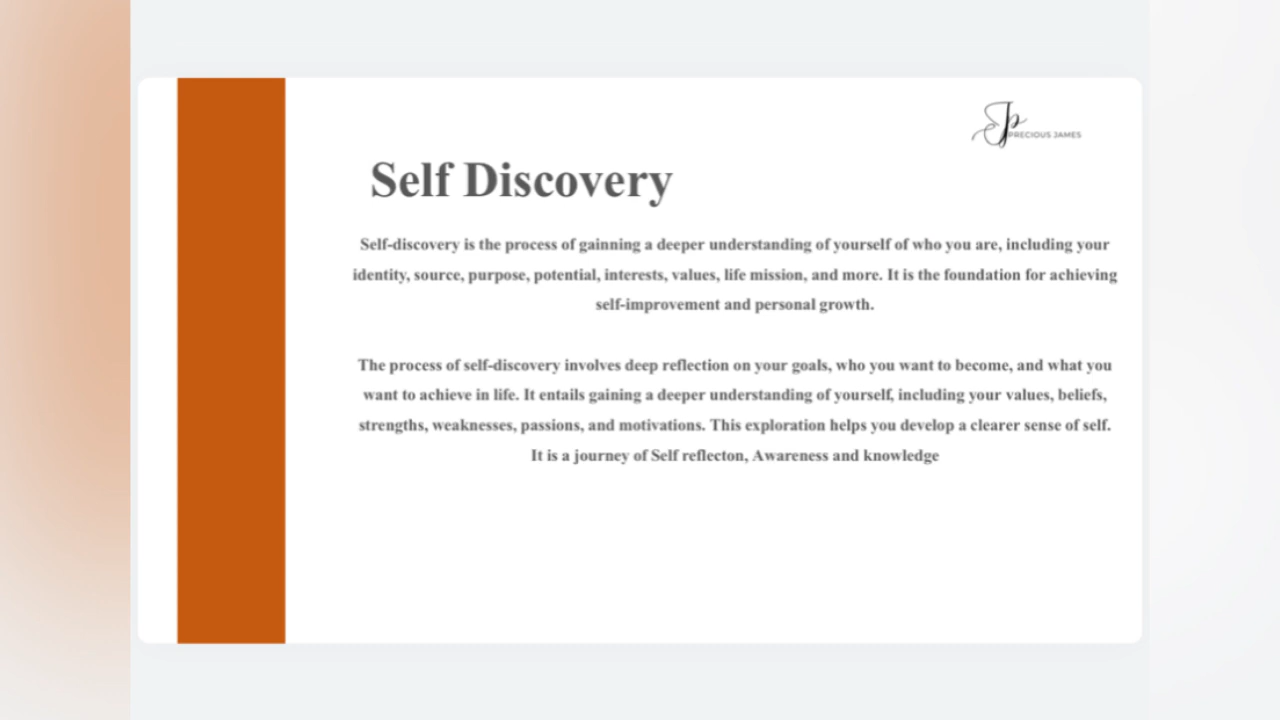 PRECIOUS JAMES
Self Discovery
Self-discovery is the process of gainning a deeper understanding of yourself of who you are, including your
identity, source, purpose, potential, interests, values, life mission, and more. It is the foundation for achieving
self-improvement and personal growth.
The process of self-discovery involves deep reflection on your goals, who you want to become, and what you
want to achieve in life. It entails gaining a deeper understanding of yourself, including your values, beliefs,
strengths, weaknesses, passions, and motivations. This exploration helps you develop a clearer sense of self.
It is a journey of Self reflecton, Awareness and knowledge